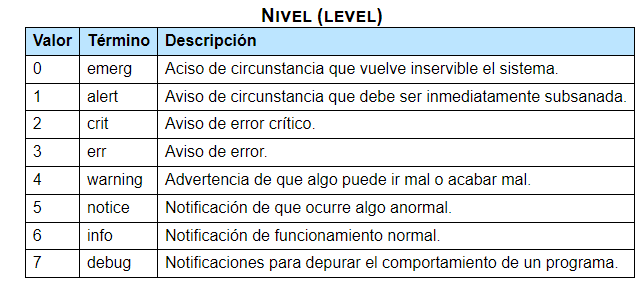 NIVEL (LEVEL)
Valor Término Descripción
0 emerg Aciso de circunstancia que vuelve inservible el sistema.
1 alert Aviso de circunstancia que debe ser inmediatamente subsanada.
2 crit Aviso de error crítico.
3 err Aviso de error.
4 warning Advertencia de que algo puede ir mal o acabar mal.
5 notice Notificación de que ocurre algo anormal.
6 info Notificación de funcionamiento normal.
7 debug Notificaciones para depurar el comportamiento de un programa.